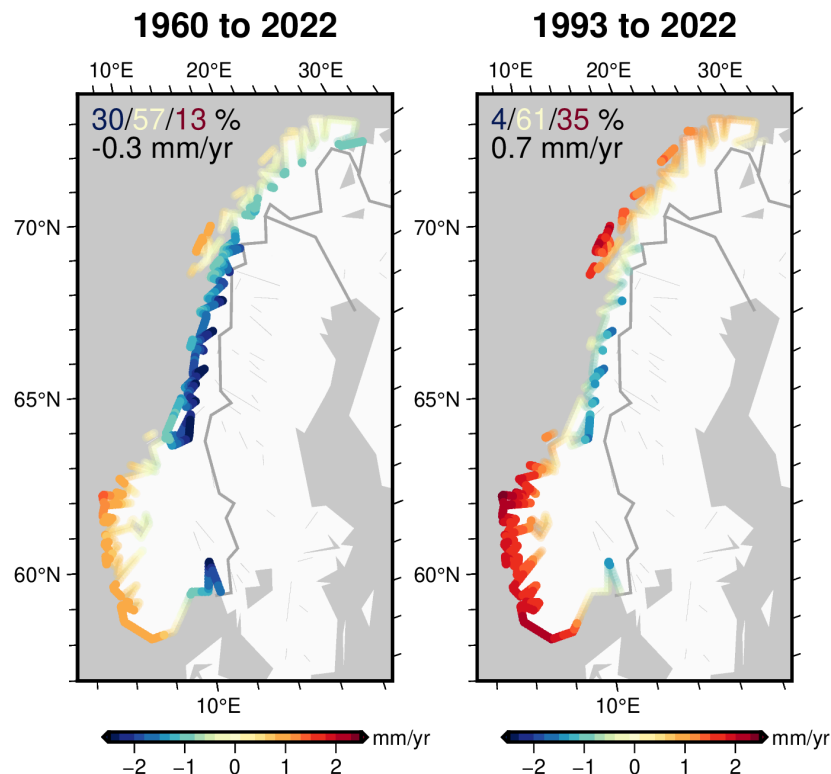 1960 to 2022 1993 to 2022
10°E 20°E 30°E 10°E 20°E 30°E
30/57/13 % 4/61/35 %
-0.3 mm/yr 0.7 mm/yr
70°N 70°N
65°N 65°N
60°N 60°N
10°E 10°E
mm/yr mm/yr
−2 −1 0 1 2 −2 −1 0 1 2